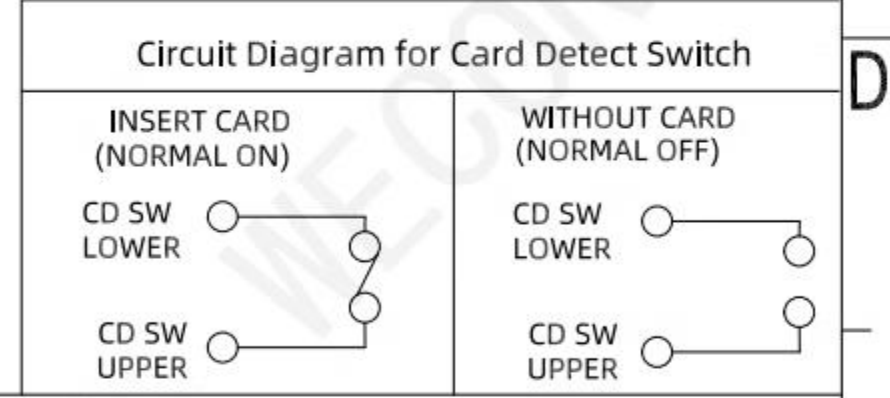 Circuit Diagram for Card Detect Switch
D
INSERT CARD
(NORMAL ON)
CD SW
LOWER
CD SW
UPPER
WITHOUT CARD
(NORMAL OFF)
CD SW
LOWER
CD SW
UPPER